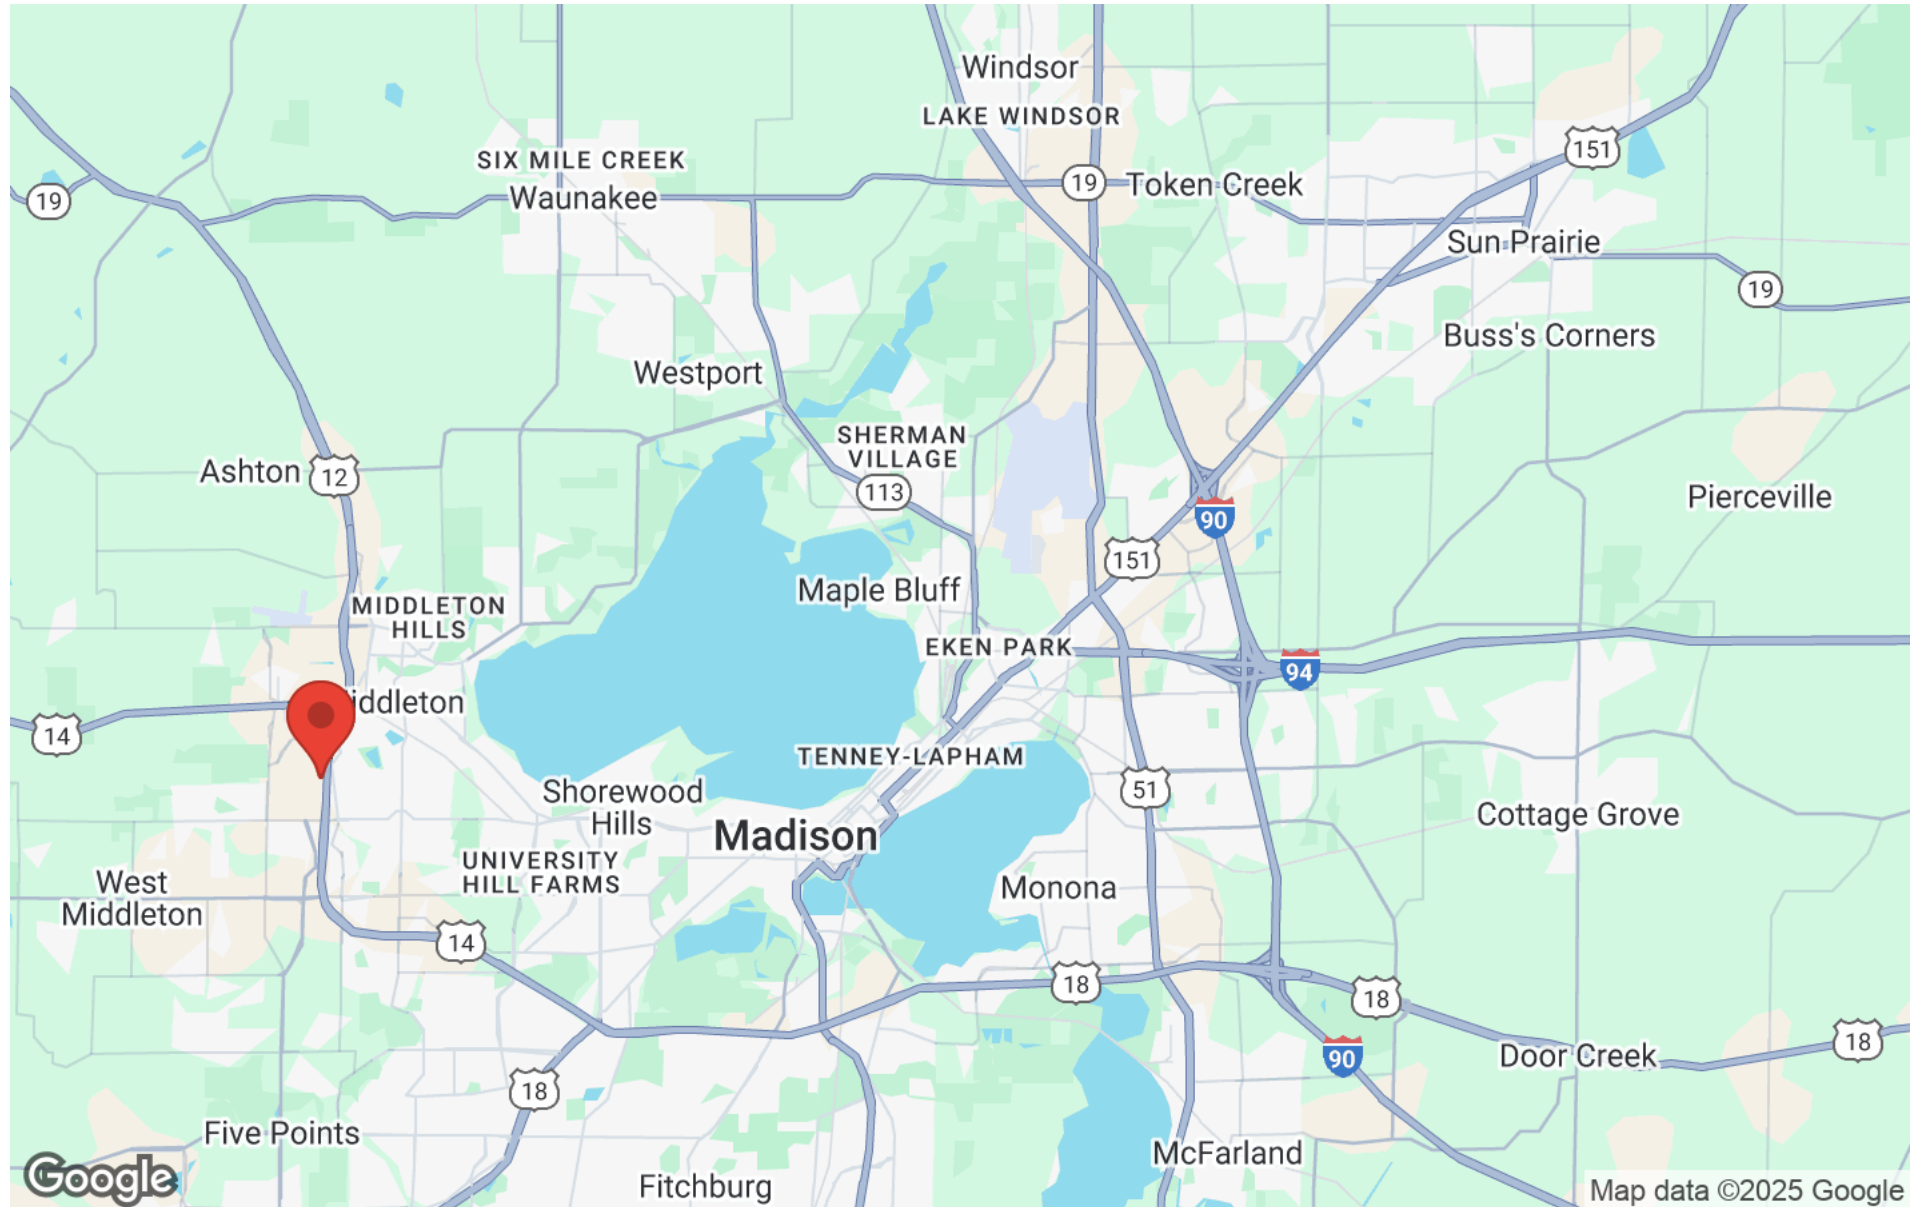 Windsor
LAKE WINDSOR
151
SIX MILE CREEK
Waunakee
19
19
Token Creek
Sun Prairie
19
Buss's Corners
Westport
SHERMAN
VILLAGE
113
Ashton
12
Pierceville
90
151
Maple Bluff
MIDDLETON
HILLS
EKEN PARK
94
iddleton
14
TENNEY-LAPHAM
51
Shorewood
Hills
Madison
Cottage Grove
UNIVERSITY
HILL FARMS
West
Middleton
Monona
14
18
18
18
90
Door Creek
18
Five Points
McFarland
Fitchburg
Google
Map data ©2025 Google